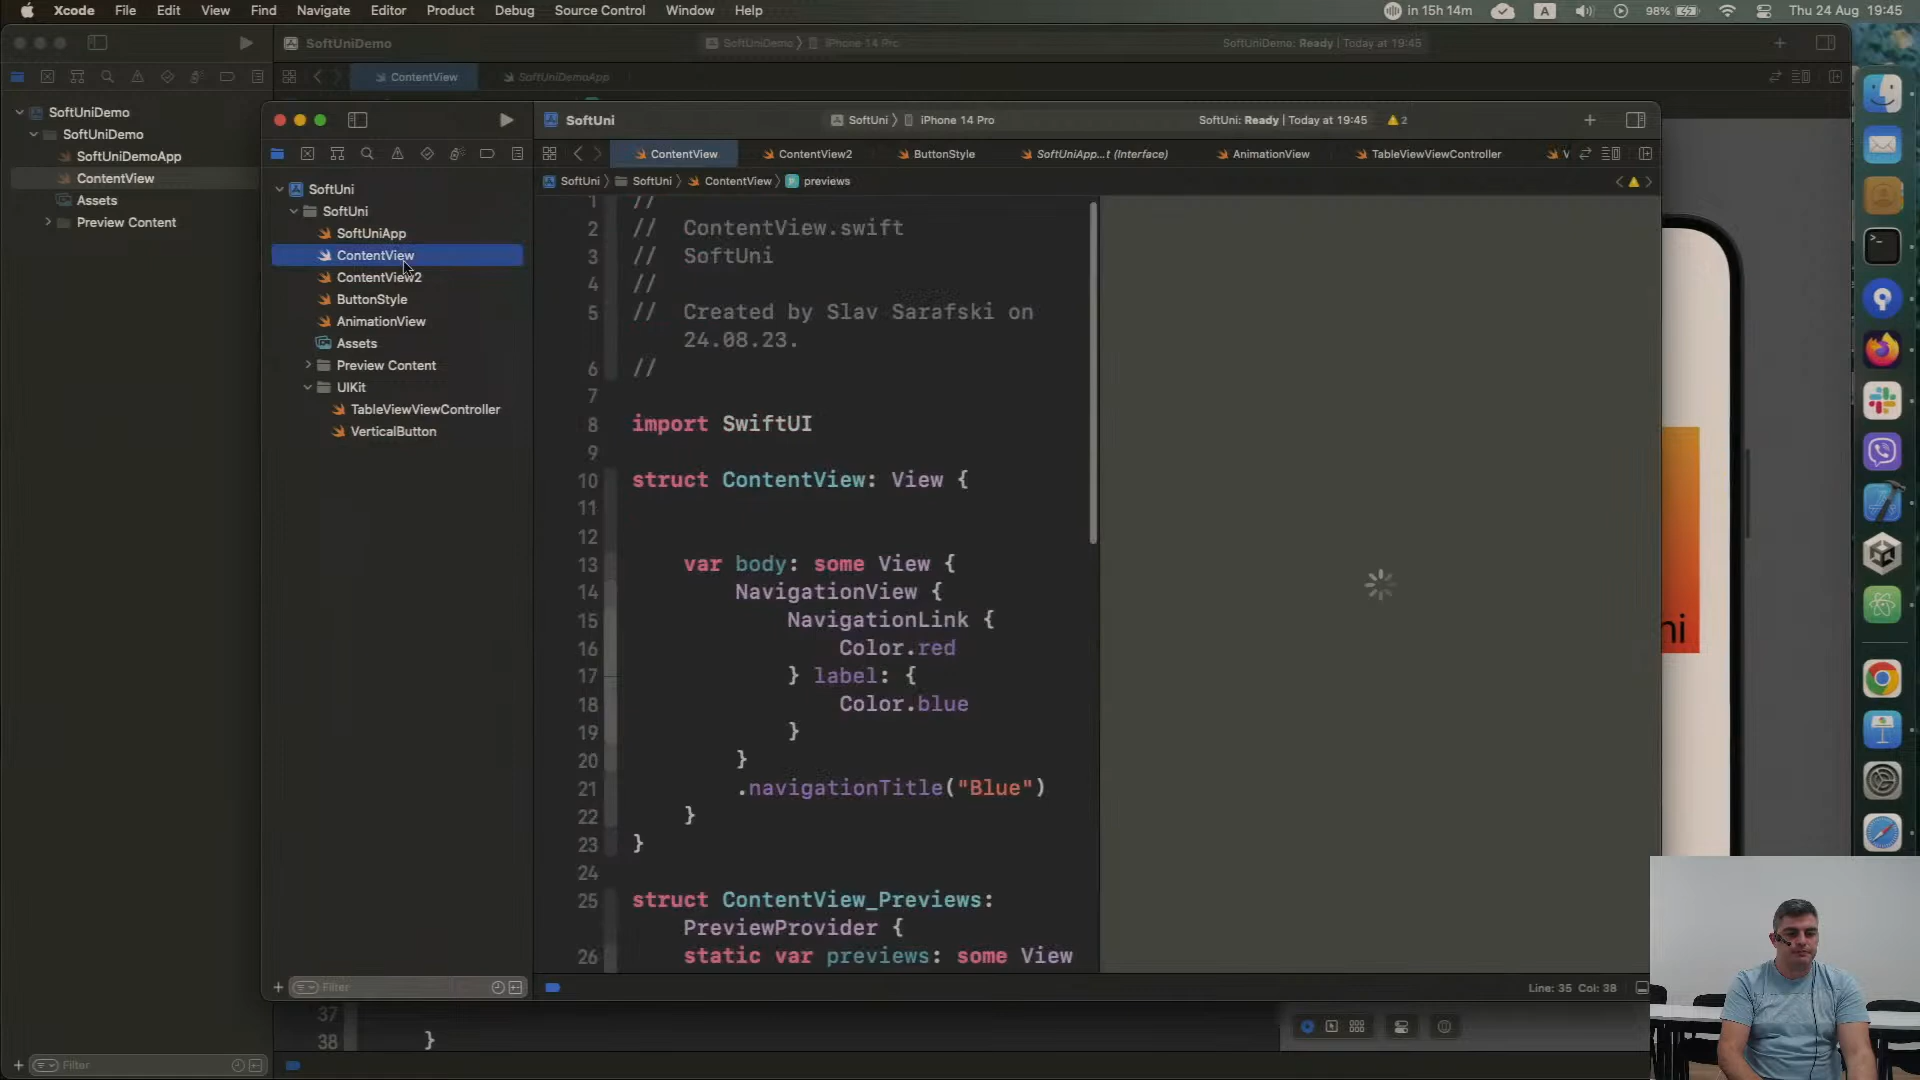 Xcode File Edit View Find Navigate Editor Product Debug Source Control Window Help
in 15h 14m A 98% Thu 24 Aug 19:45
SoftUniDemo
SoftUniDemo 〉 iPhone 14 Pro
SoftUniDemo: Ready | Today at 19:45
ContentView
SoftUniDemoApp
SoftUniDemo
SoftUniDemo
SoftUniDemoApp
ContentView
Assets
Preview Content
SoftUni
SoftUni 〉 iPhone 14 Pro
SoftUni: Ready | Today at 19:45
2
ContentView
ContentView2
ButtonStyle
SoftUniApp...t (Interface)
AnimationView
TableViewViewController
V
SoftUni 〉 SoftUni 〉 ContentView 〉 previews
SoftUni
SoftUni
SoftUniApp
ContentView
ContentView2
ButtonStyle
AnimationView
Assets
Preview Content
UIKit
TableViewViewController
VerticalButton
1 //
2 // ContentView.swift
3 // SoftUni
4 //
5 // Created by Slav Sarafski on
24.08.23.
6 //
7
8 import SwiftUI
9
10 struct ContentView: View {
11
12
13 var body: some View {
14 NavigationView {
15 NavigationLink {
16 Color.red
17 } label: {
18 Color.blue
19 }
20 }
21 .navigationTitle("Blue")
22 }
23 }
24
25 struct ContentView_Previews:
PreviewProvider {
26 static var previews: some View
Filter
Line: 35 Col: 38
37
38 }
Filter
ni